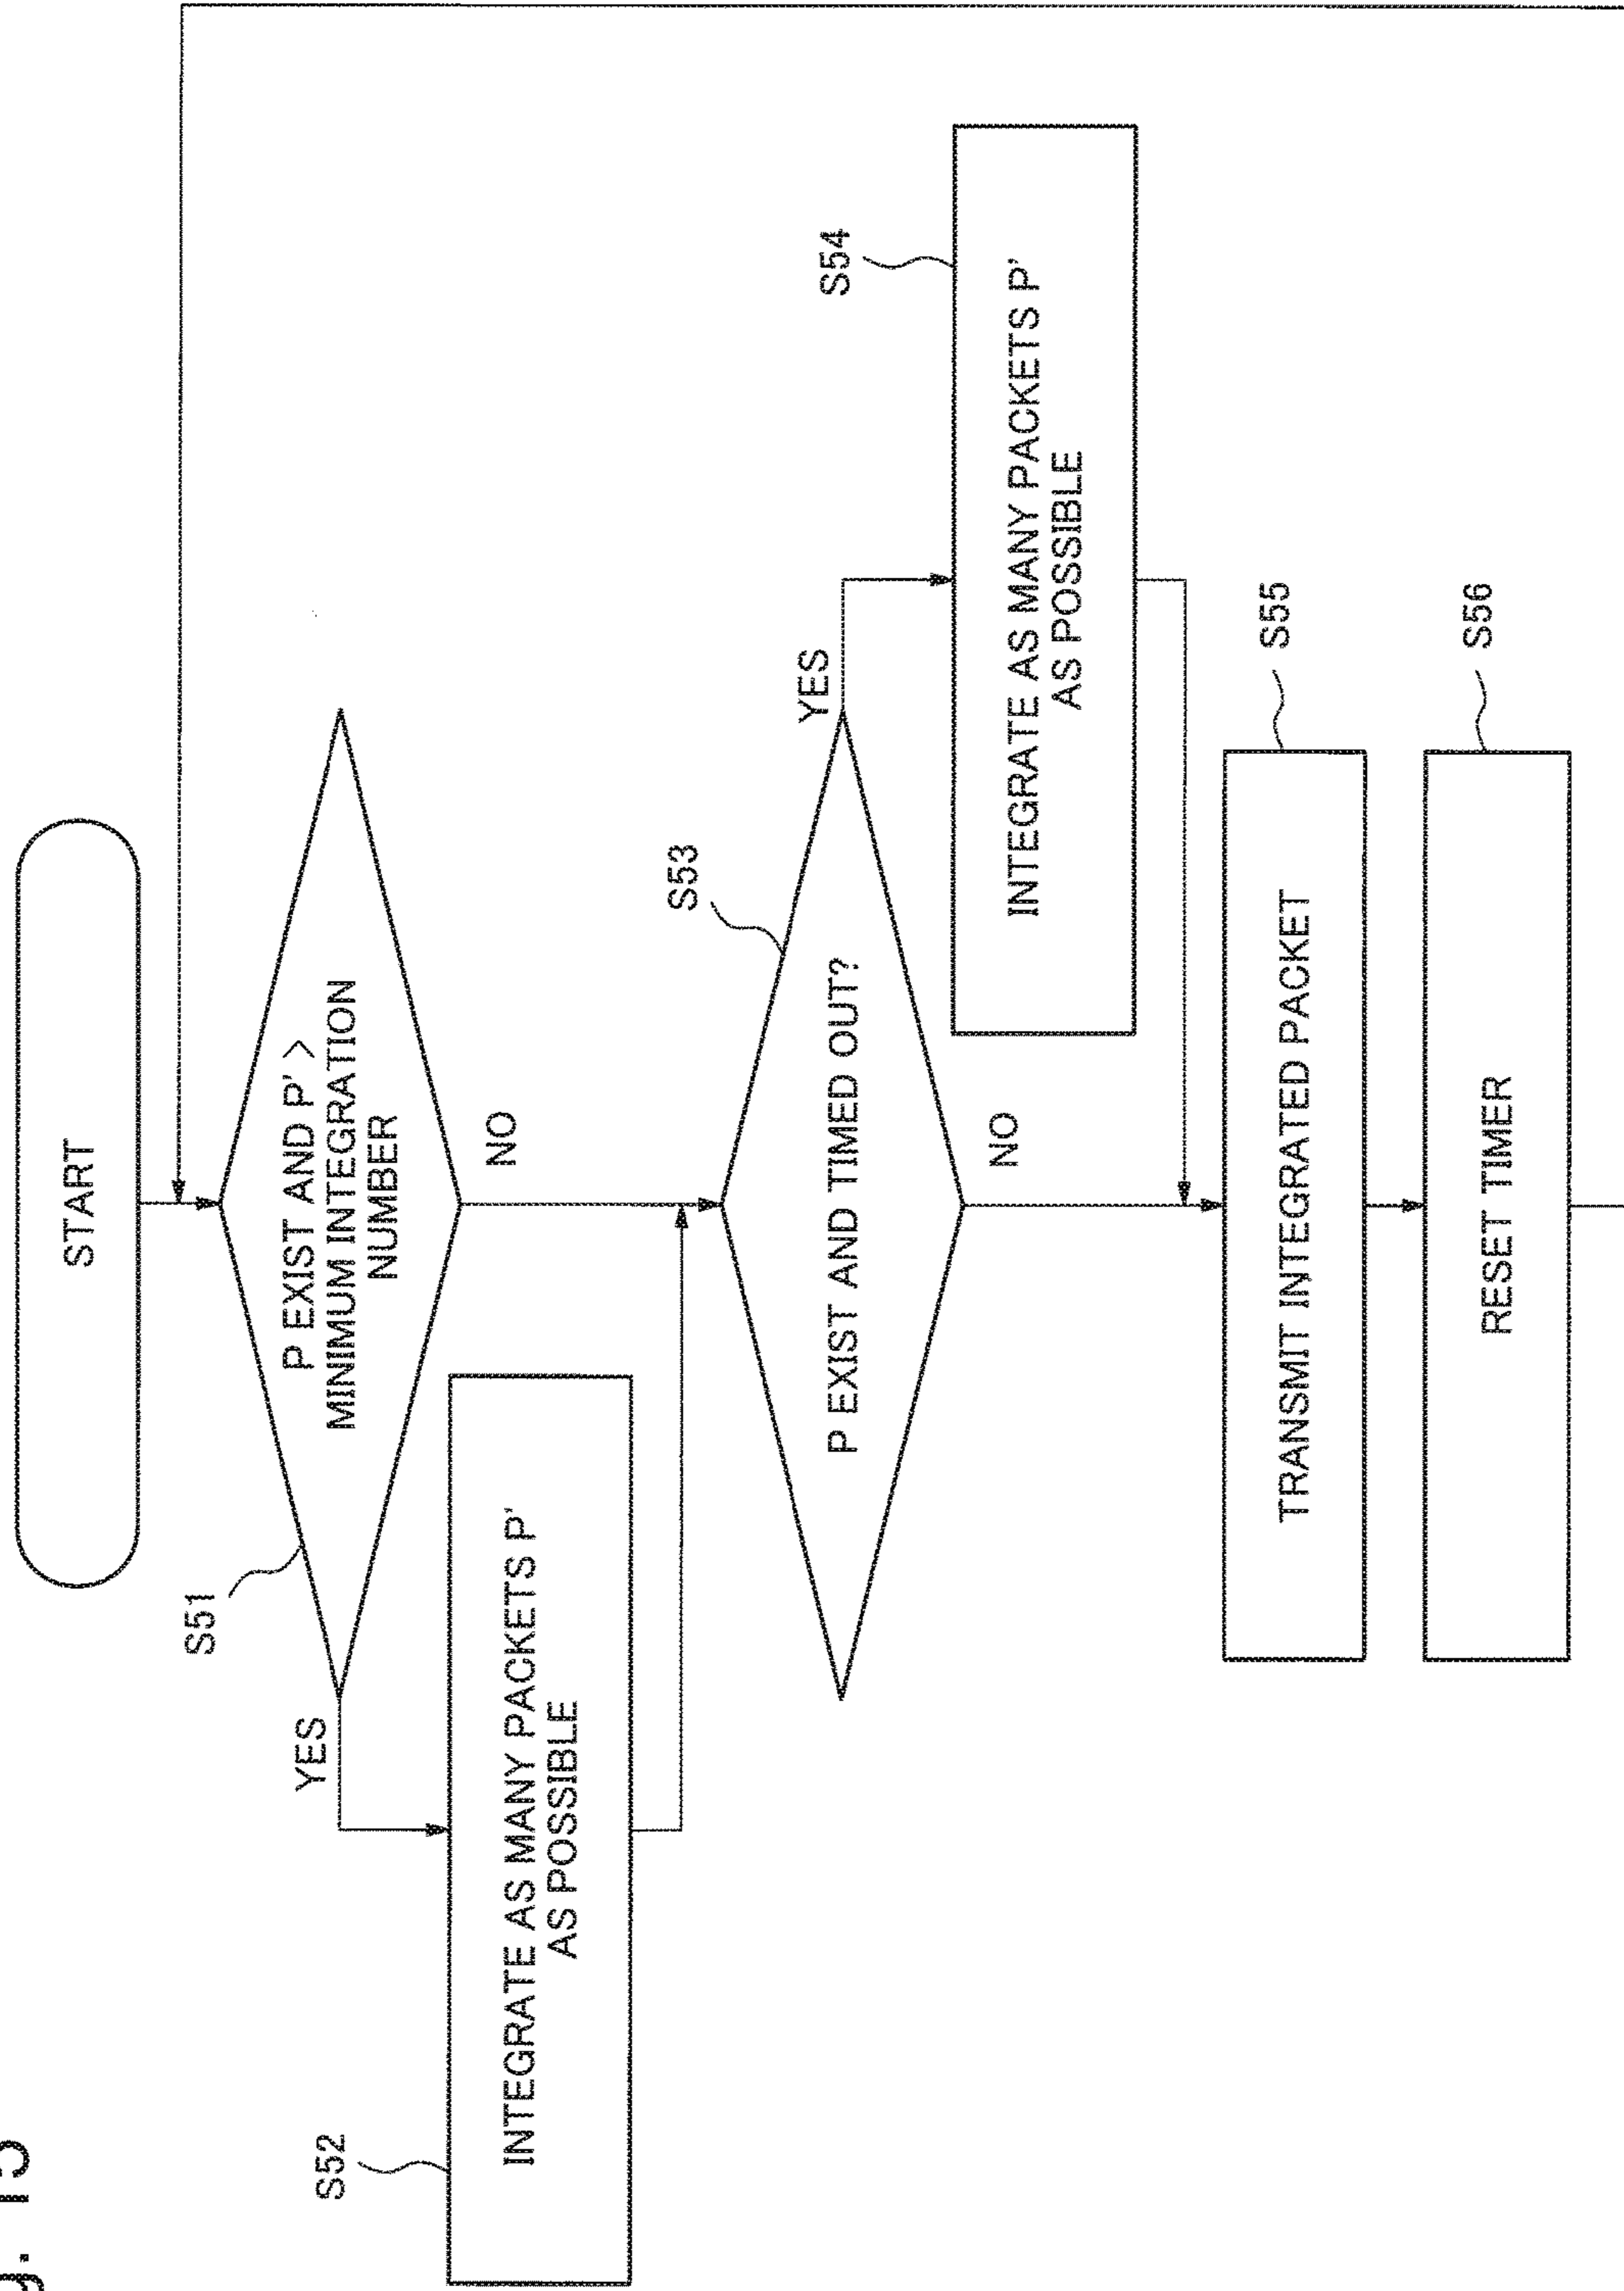 START
S51
P EXIST AND P' >
MINIMUM INTEGRATION
NUMBER
YES
NO
S52
INTEGRATE AS MANY PACKETS P'
AS POSSIBLE
S53
P EXIST AND TIMED OUT?
YES
NO
S54
INTEGRATE AS MANY PACKETS P'
AS POSSIBLE
TRANSMIT INTEGRATED PACKET
S55
RESET TIMER
S56